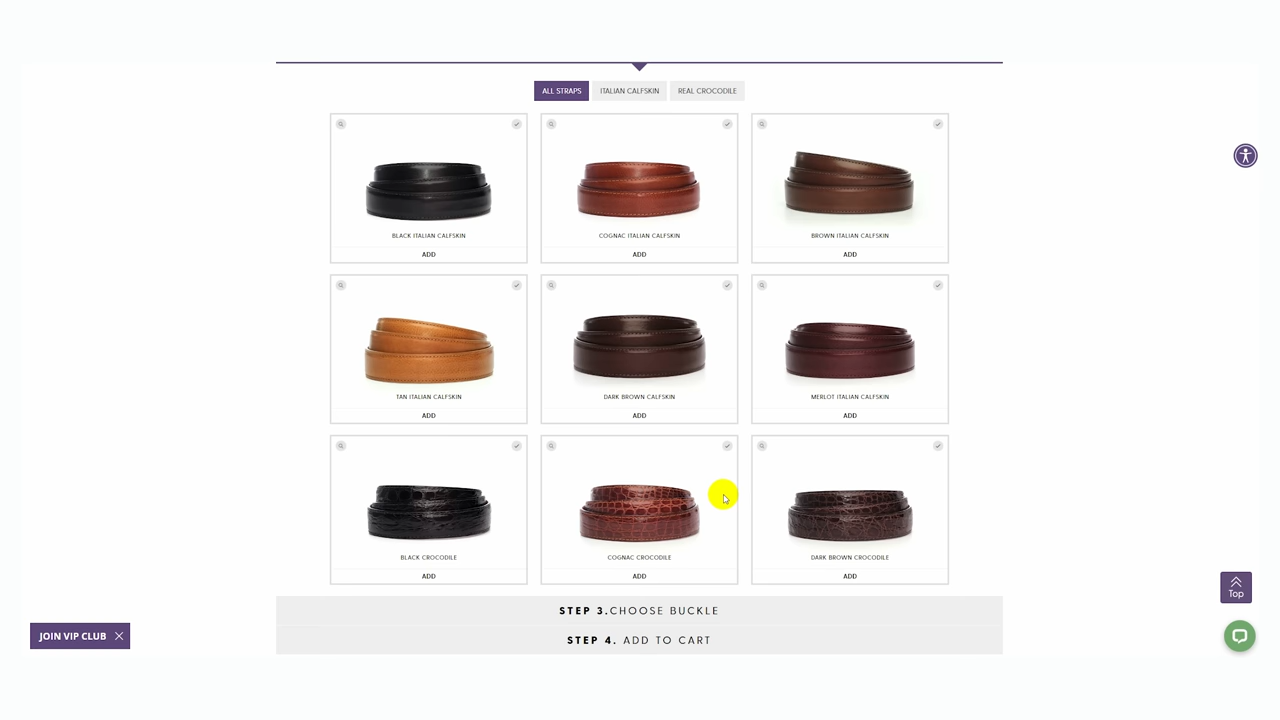 ALL STRAPS
ITALIAN CALFSKIN
REAL CROCODILE
BLACK ITALIAN CALFSKIN
ADD
COGNAC ITALIAN CALFSKIN
ADD
BROWN ITALIAN CALFSKIN
ADD
TAN ITALIAN CALFSKIN
ADD
DARK BROWN CALFSKIN
ADD
MERLOT ITALIAN CALFSKIN
ADD
BLACK CROCODILE
ADD
COGNAC CROCODILE
ADD
DARK BROWN CROCODILE
ADD
STEP 3.CHOOSE BUCKLE
STEP 4. ADD TO CART
Top
JOIN VIP CLUB